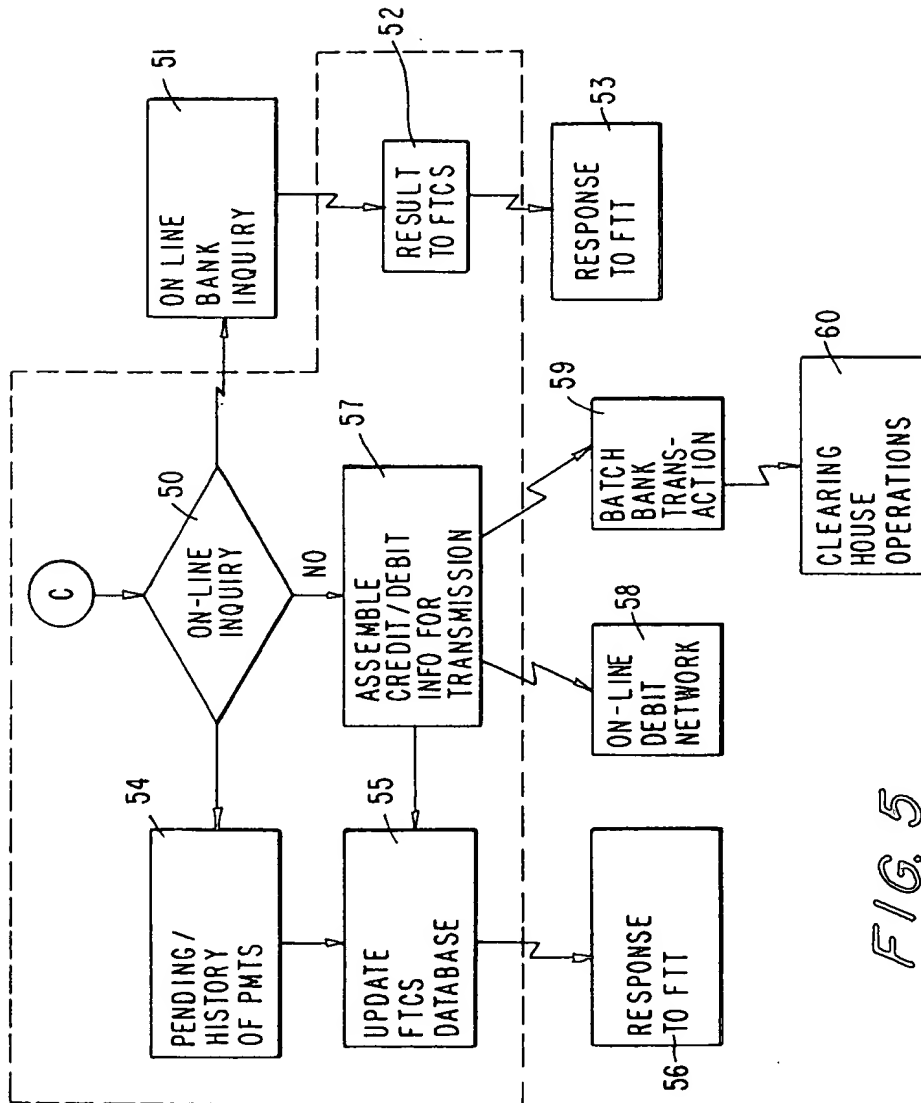 C
ON-LINE
INQUIRY
50
NO
ON LINE
BANK
INQUIRY
51
RESULT
TO FTCS
52
RESPONSE
TO FTT
53
PENDING/
HISTORY
OF PMTS
54
UPDATE
FTCS
DATABASE
55
RESPONSE
TO FTT
56
ASSEMBLE
CREDIT/DEBIT
INFO FOR
TRANSMISSION
57
ON-LINE
DEBIT
NETWORK
58
BATCH
BANK
TRANS-
ACTION
59
CLEARING
HOUSE
OPERATIONS
60
FIG. 5